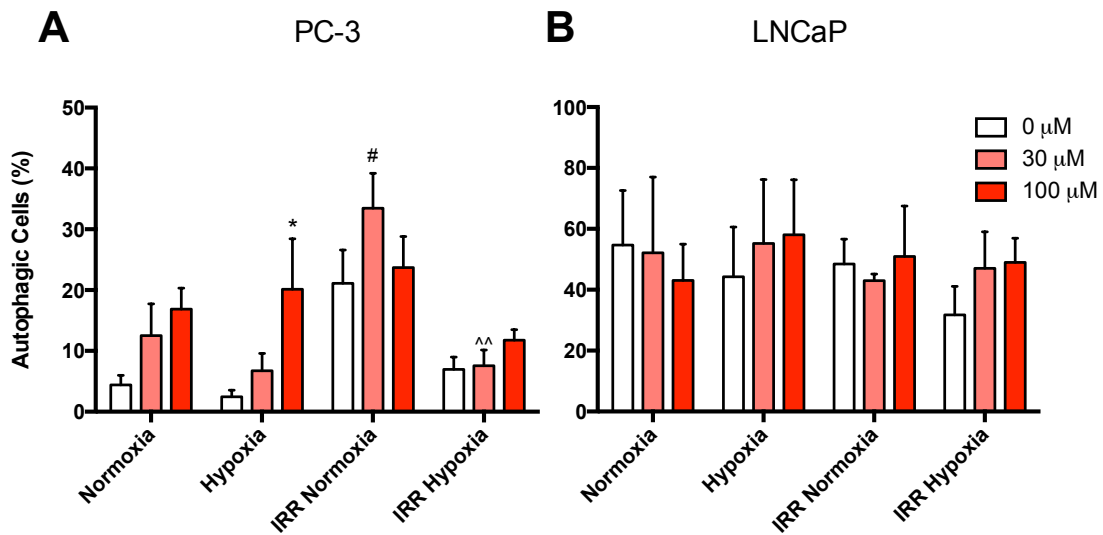 A
PC-3
Autophagic Cells (%)
50
40
30
20
10
0
*
#
^^
Normoxia
Hypoxia
IRR Normoxia
IRR Hypoxia
B
LNCaP
100
80
60
40
20
0
0 μM
30 μM
100 μM
Normoxia
Hypoxia
IRR Normoxia
IRR Hypoxia